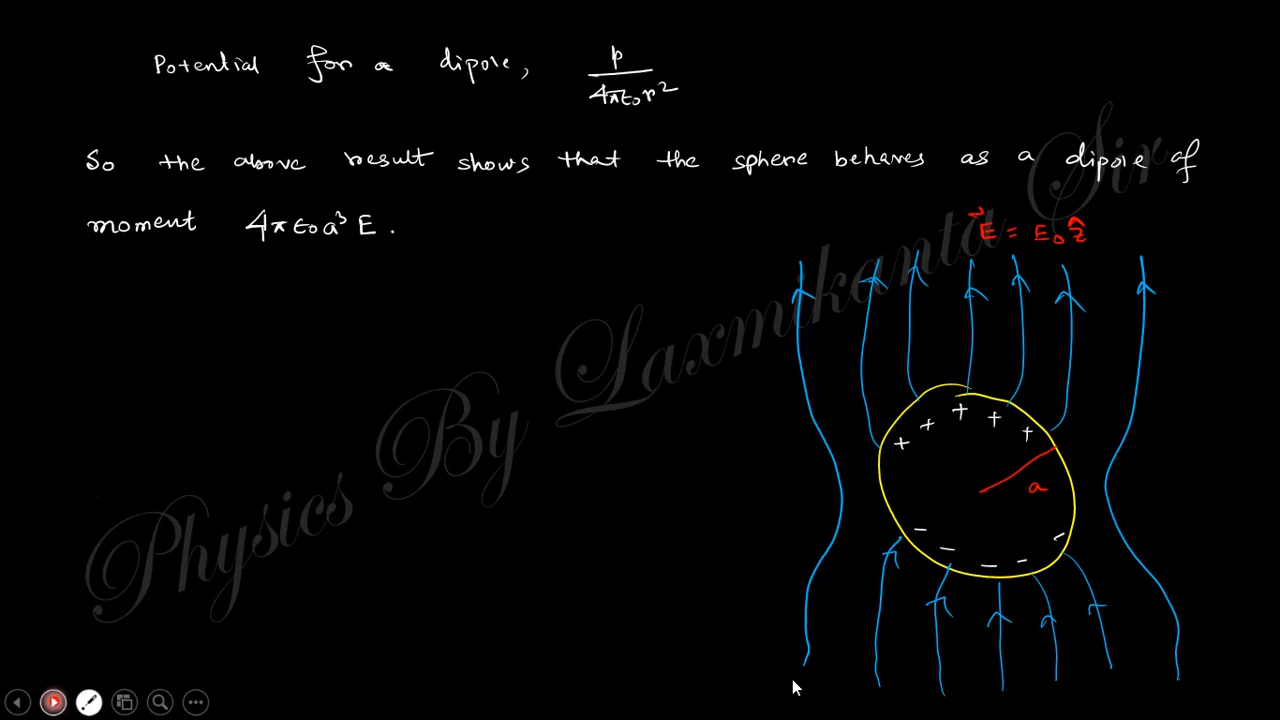 Potential for a dipole, p / 4πε₀r²
So the above result shows that the sphere behaves as a dipole of
moment 4πε₀a³E.
E⃗ = E₀ẑ
+ + + + +
a
− − − − −
Physics By Laxmikanta Sir